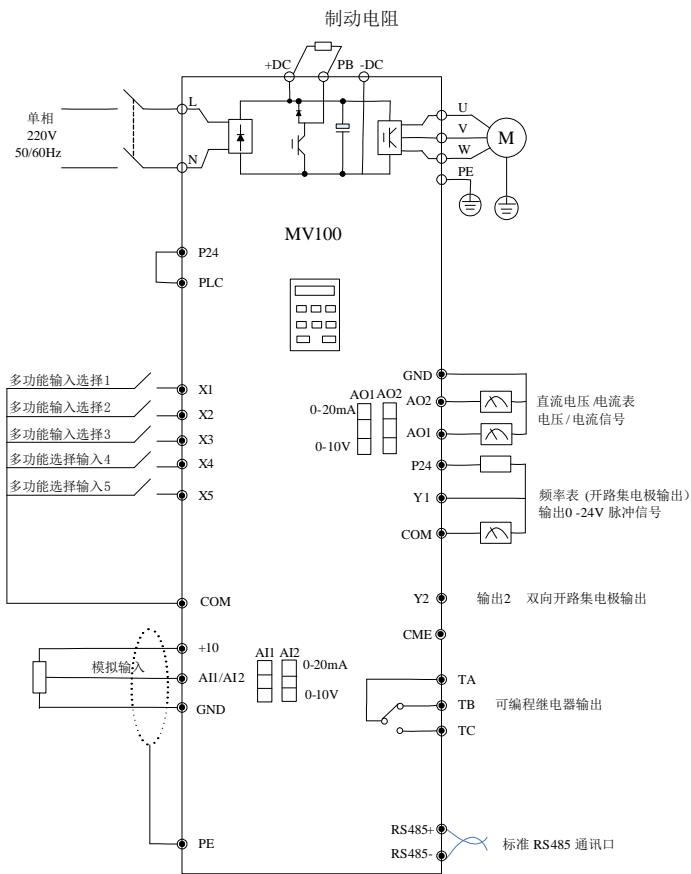 制动电阻
+DC PB -DC
L
单相
220V
50/60Hz
N
U
V
W
M
PE
MV100
P24
PLC
多功能输入选择1
X1
多功能输入选择2
X2
多功能输入选择3
X3
多功能选择输入4
X4
多功能选择输入5
X5
COM
+10
模拟输入
AI1/AI2
GND
AI1 AI2
0-20mA
0-10V
PE
GND
AO1 AO2
0-20mA
0-10V
AO2
AO1
直流电压/电流表
电压/电流信号
P24
Y1
COM
频率表 (开路集电极输出)
输出0 -24V 脉冲信号
Y2
输出2 双向开路集电极输出
CME
TA
TB
可编程继电器输出
TC
RS485+
RS485-
标准 RS485 通讯口